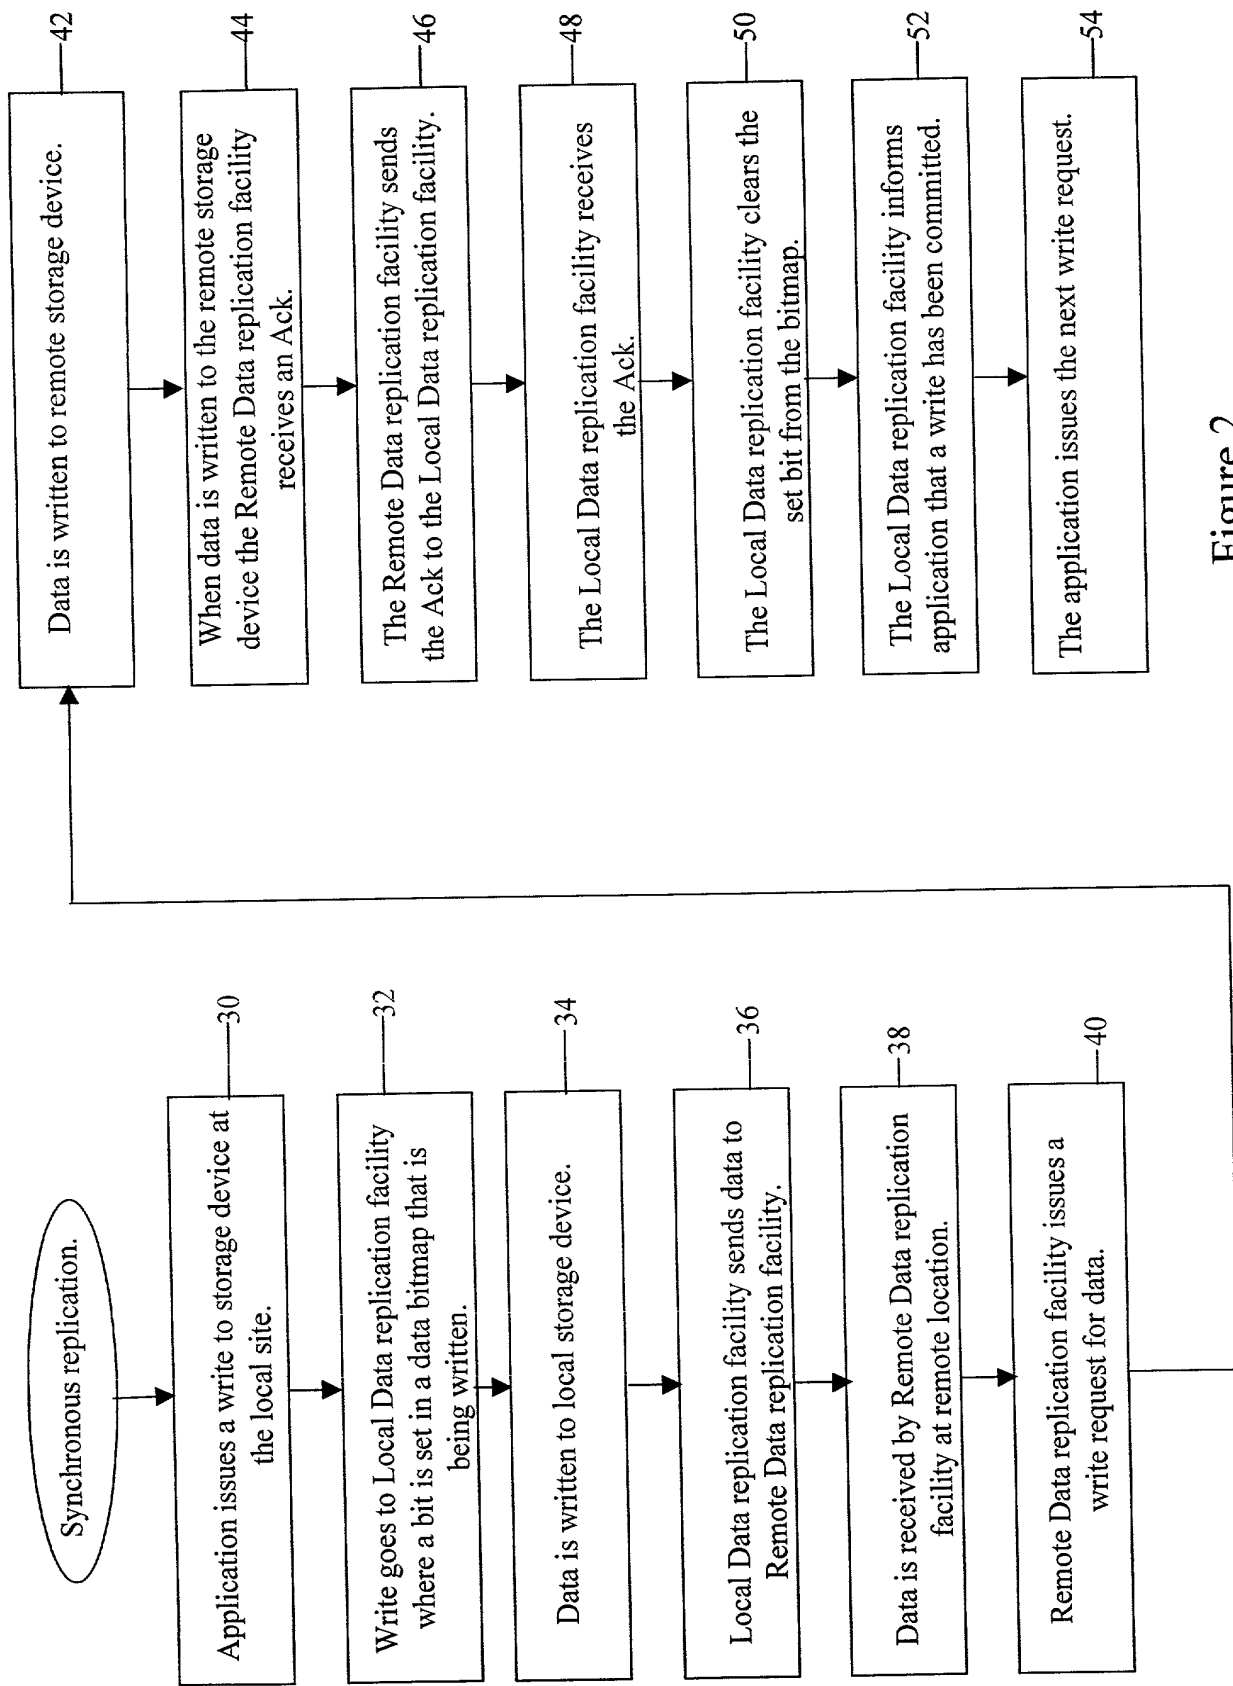 Synchronous replication.
Application issues a write to storage device at
the local site.
30
Write goes to Local Data replication facility
where a bit is set in a data bitmap that is
being written.
32
Data is written to local storage device.
34
Local Data replication facility sends data to
Remote Data replication facility.
36
Data is received by Remote Data replication
facility at remote location.
38
Remote Data replication facility issues a
write request for data.
40
Data is written to remote storage device.
42
When data is written to the remote storage
device the Remote Data replication facility
receives an Ack.
44
The Remote Data replication facility sends
the Ack to the Local Data replication facility.
46
The Local Data replication facility receives
the Ack.
48
The Local Data replication facility clears the
set bit from the bitmap.
50
The Local Data replication facility informs
application that a write has been committed.
52
The application issues the next write request.
54
Figure 2